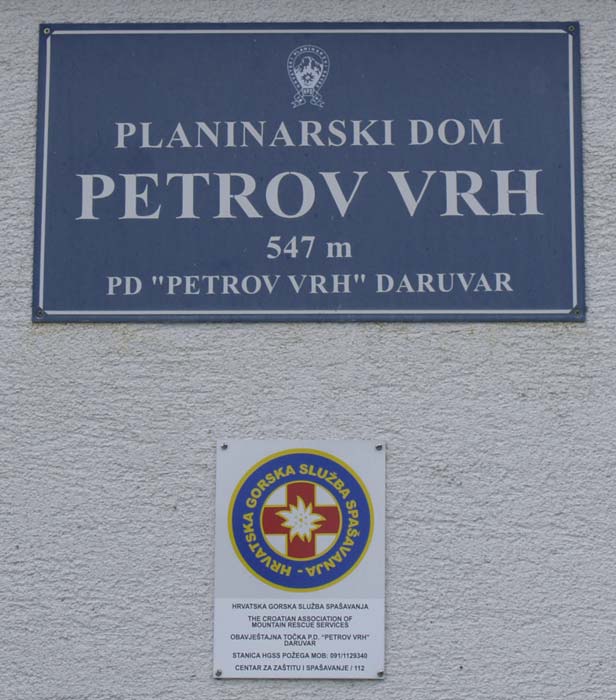 PLANINARSKI DOM
PETROV VRH
547 m
PD "PETROV VRH" DARUVAR
HRVATSKA GORSKA SLUŽBA SPAŠAVANJA -
HRVATSKA GORSKA SLUŽBA SPAŠAVANJA
THE CROATIAN ASSOCIATION OF
MOUNTAIN RESCUE SERVICES
OBAVJEŠTAJNA TOČKA P.D. "PETROV VRH"
DARUVAR
STANICA HGSS POŽEGA MOB: 091/1129340
CENTAR ZA ZAŠTITU I SPAŠAVANJE / 112